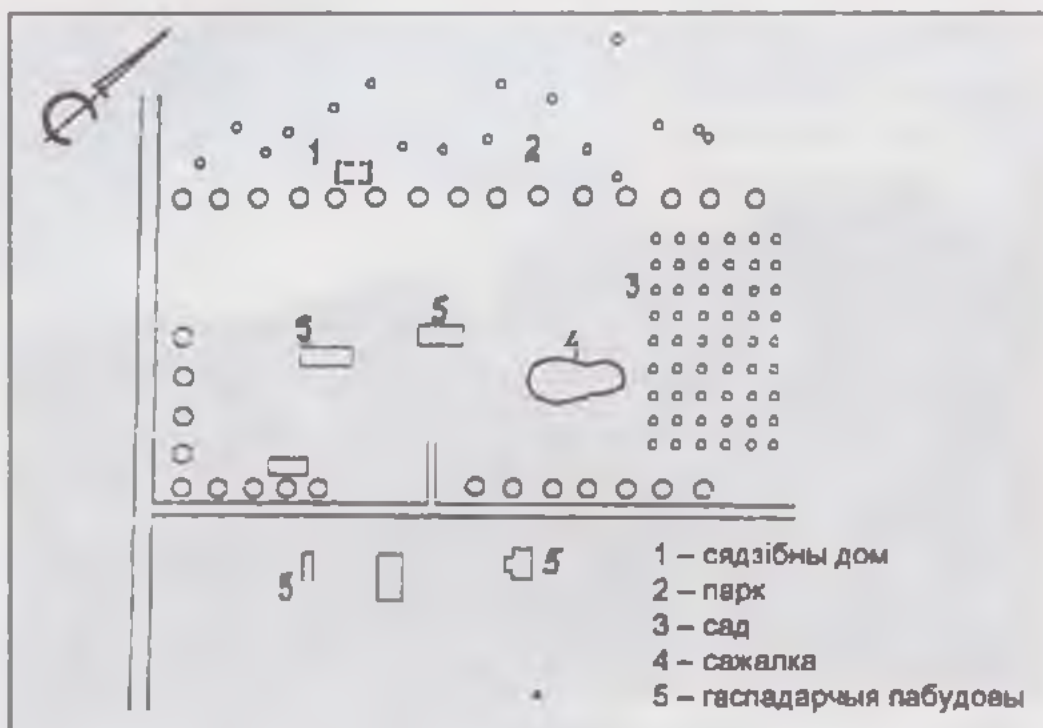 1
2
3
5
5
4
5
5
1 – сядзібны дом
2 – парк
3 – сад
4 – сажалка
5 – гаспадарчыя пабудовы